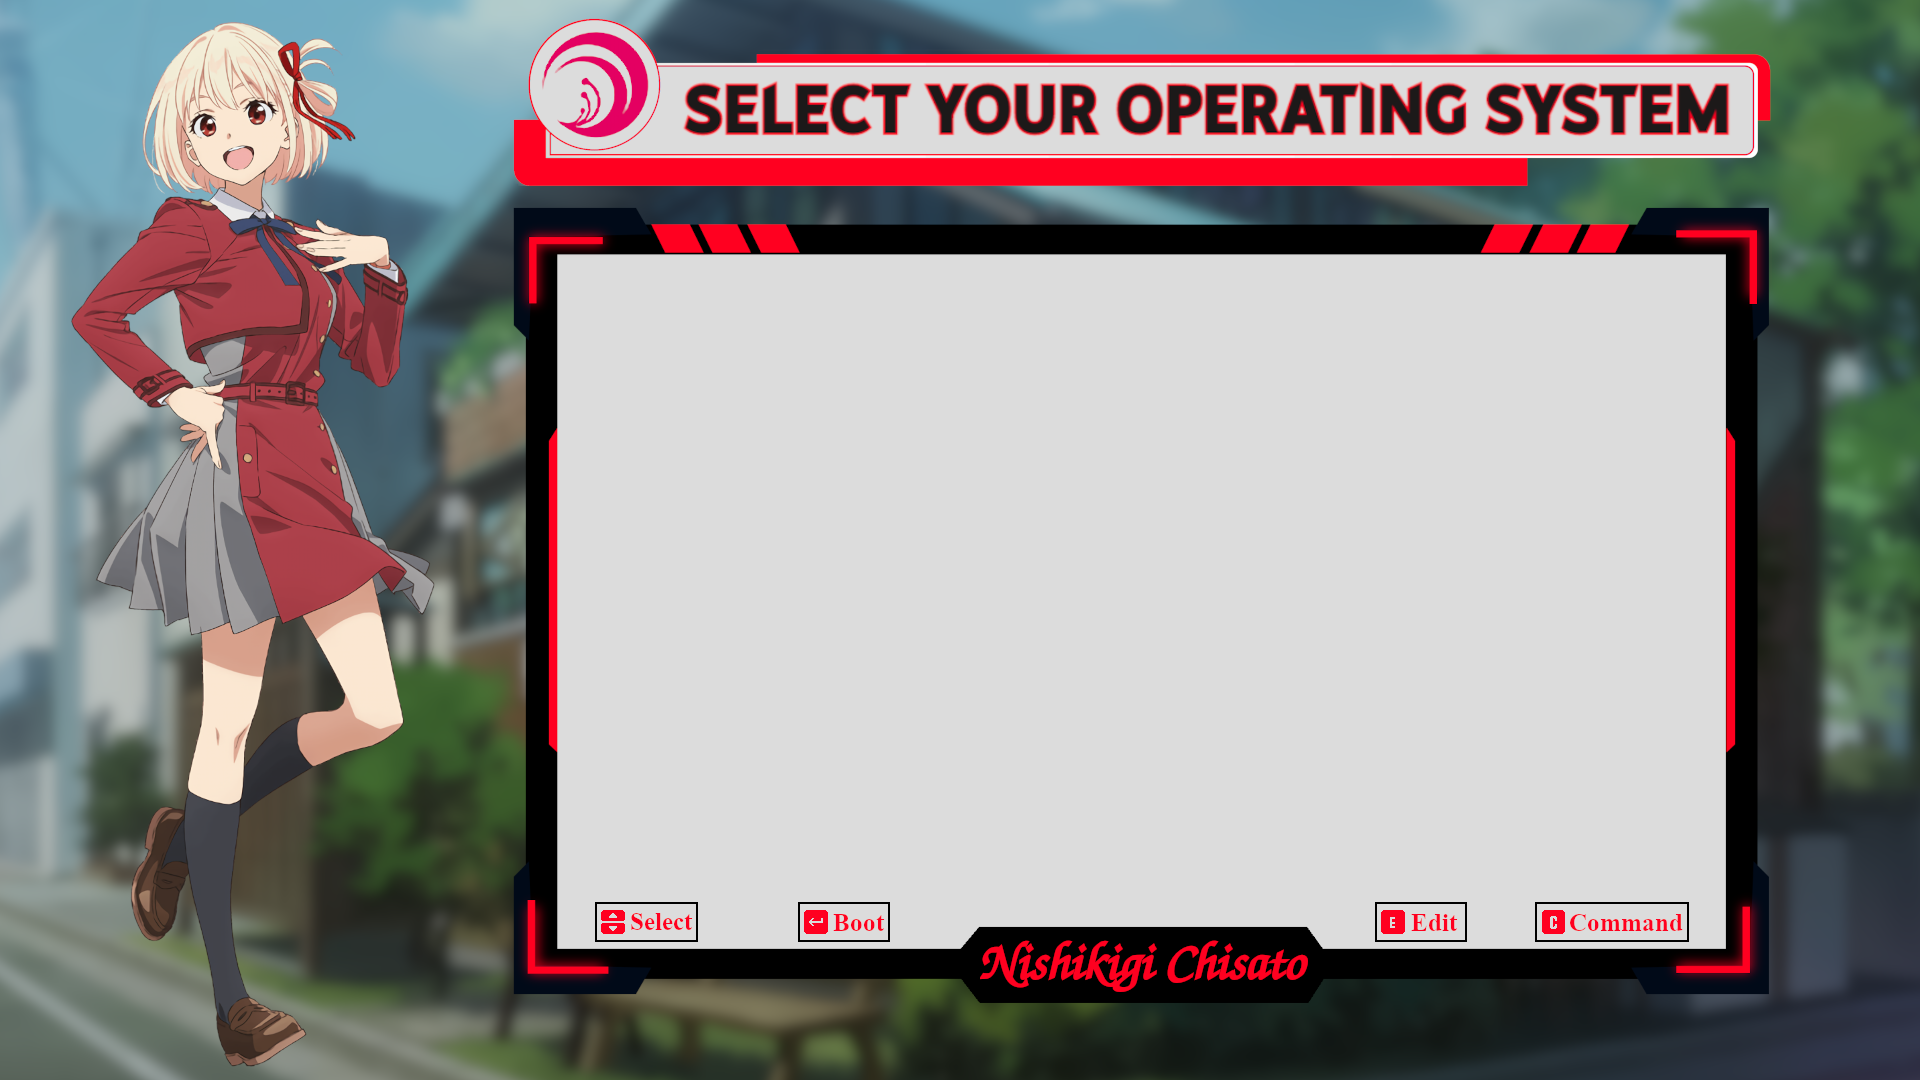 SELECT YOUR OPERATING SYSTEM
Select
Boot
E Edit
C Command
Nishikigi Chisato